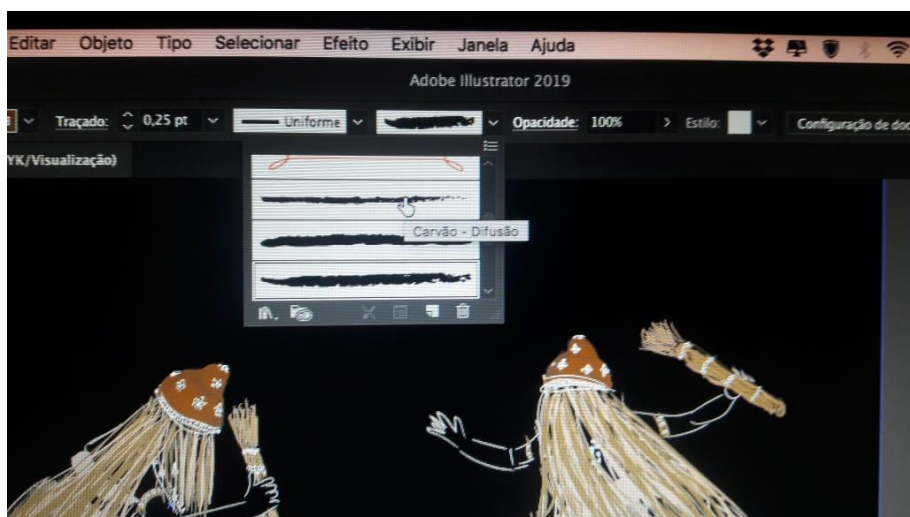 Editar Objeto Tipo Selecionar Efeito Exibir Janela Ajuda
Adobe Illustrator 2019
Traçado: 0,25 pt Uniforme Opacidade: 100% Estilo: Configuração de doc
YK/Visualização)
Carvão - Difusão